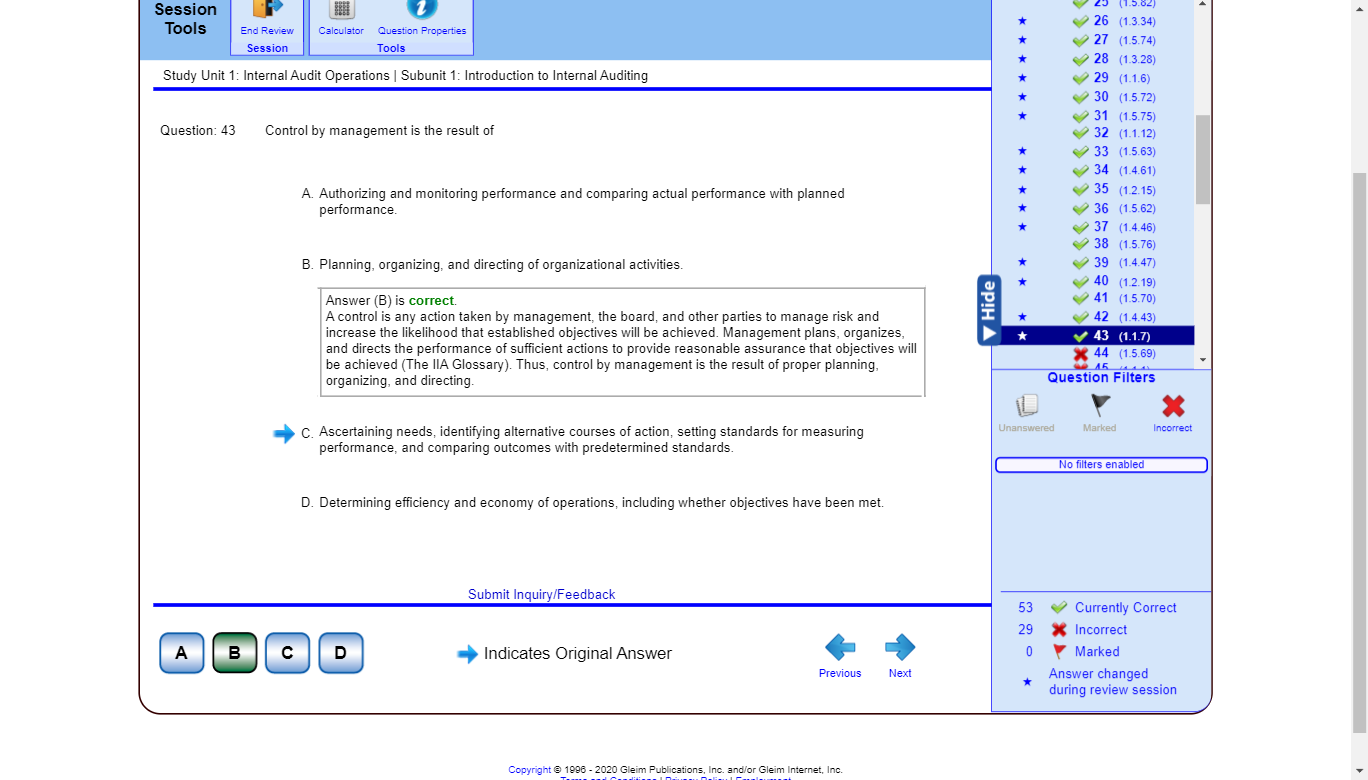 Session
Tools
End Review
Session
Calculator
Question Properties
Tools
Study Unit 1: Internal Audit Operations | Subunit 1: Introduction to Internal Auditing
Question: 43 Control by management is the result of
A. Authorizing and monitoring performance and comparing actual performance with planned
performance.
B. Planning, organizing, and directing of organizational activities.
Answer (B) is correct.
A control is any action taken by management, the board, and other parties to manage risk and
increase the likelihood that established objectives will be achieved. Management plans, organizes,
and directs the performance of sufficient actions to provide reasonable assurance that objectives will
be achieved (The IIA Glossary). Thus, control by management is the result of proper planning,
organizing, and directing.
C. Ascertaining needs, identifying alternative courses of action, setting standards for measuring
performance, and comparing outcomes with predetermined standards.
D. Determining efficiency and economy of operations, including whether objectives have been met.
Submit Inquiry/Feedback
A B C D
Indicates Original Answer
Previous
Next
25 (1.5.82)
26 (1.3.34)
27 (1.5.74)
28 (1.3.28)
29 (1.1.6)
30 (1.5.72)
31 (1.5.75)
32 (1.1.12)
33 (1.5.63)
34 (1.4.61)
35 (1.2.15)
36 (1.5.62)
37 (1.4.46)
38 (1.5.76)
39 (1.4.47)
40 (1.2.19)
41 (1.5.70)
42 (1.4.43)
43 (1.1.7)
44 (1.5.69)
45
Hide
Question Filters
Unanswered
Marked
Incorrect
No filters enabled
53 Currently Correct
29 Incorrect
0 Marked
Answer changed
during review session
Copyright © 1996 - 2020 Gleim Publications, Inc. and/or Gleim Internet, Inc.
Terms and Conditions | Privacy Policy | Employment